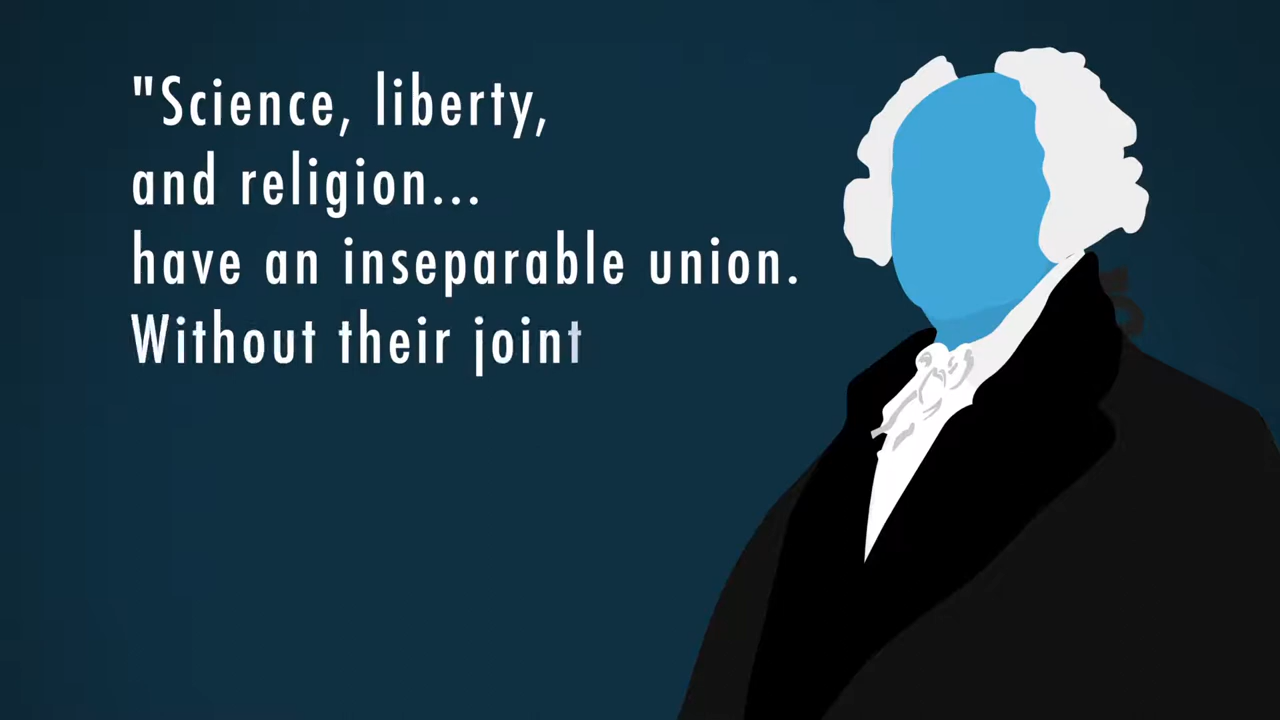 "Science, liberty,
and religion...
have an inseparable union.
Without their joint